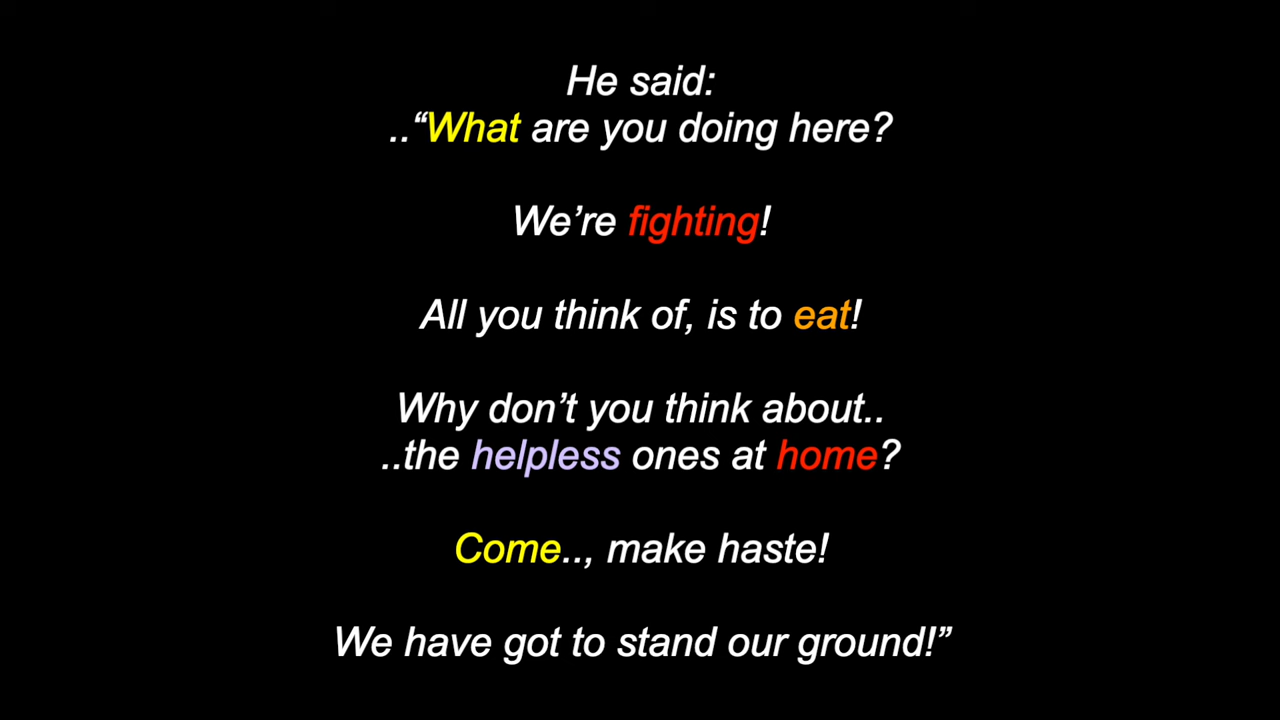 He said:
..“What are you doing here?
We’re fighting!
All you think of, is to eat!
Why don’t you think about..
..the helpless ones at home?
Come.., make haste!
We have got to stand our ground!”